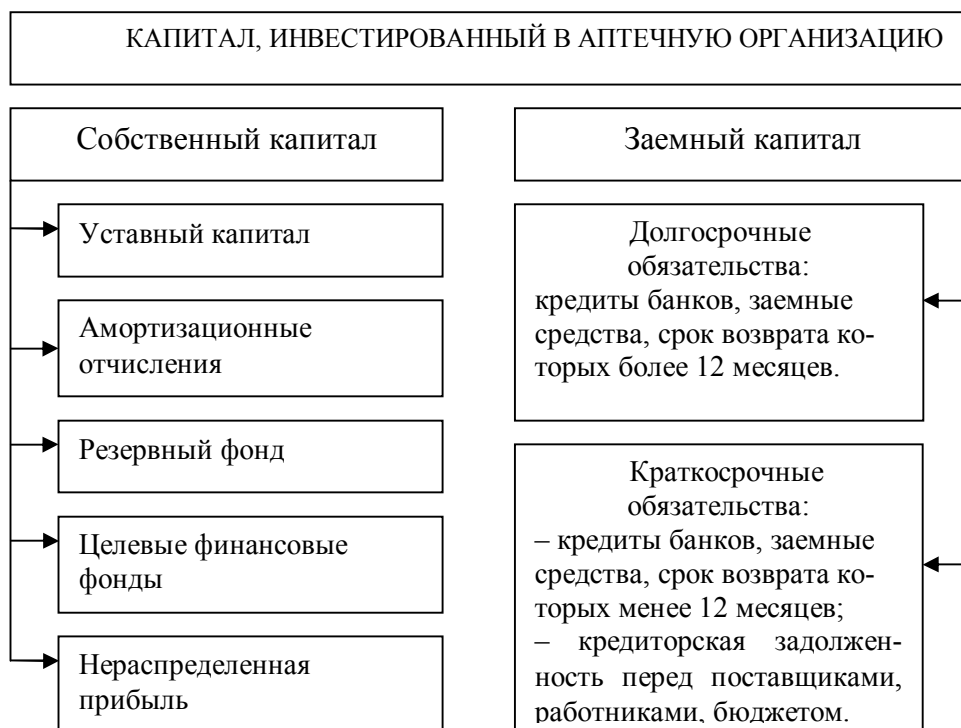 КАПИТАЛ, ИНВЕСТИРОВАННЫЙ В АПТЕЧНУЮ ОРГАНИЗАЦИЮ
Собственный капитал
Уставный капитал
Амортизационные
отчисления
Резервный фонд
Целевые финансовые
фонды
Нераспределенная
прибыль
Заемный капитал
Долгосрочные
обязательства:
кредиты банков, заемные
средства, срок возврата ко-
торых более 12 месяцев.
Краткосрочные
обязательства:
– кредиты банков, заемные
средства, срок возврата ко-
торых менее 12 месяцев;
– кредиторская задолжен-
ность перед поставщиками,
работниками, бюджетом.